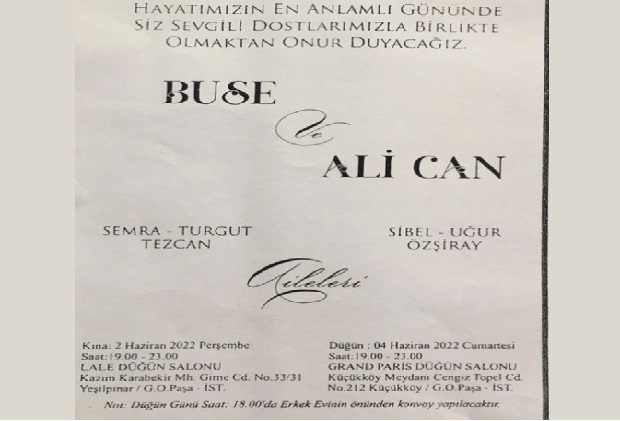 HAYATIMIZIN EN ANLAMLI GÜNÜNDE
SİZ SEVGİLİ DOSTLARIMIZLA BİRLİKTE
OLMAKTAN ONUR DUYACAĞIZ.
BUSE
Ve
ALİ CAN
SEMRA - TURGUT
TEZCAN
SİBEL - UĞUR
ÖZŞİRAY
Aileleri
Kına: 2 Haziran 2022 Perşembe
Saat:19.00 - 23.00
LALE DÜĞÜN SALONU
Kazım Karabekir Mh. Girne Cd. No.33/31
Yeşilpınar / G.O.Paşa - İST.
Düğün : 04 Haziran 2022 Cumartesi
Saat:19.00 - 23.00
GRAND PARİS DÜĞÜN SALONU
Küçükköy Meydanı Cengiz Topel Cd.
No.212 Küçükköy / G.O.Paşa - İST.
Not: Düğün Günü Saat: 18.00'da Erkek Evinin önünden konvoy yapılacaktır.